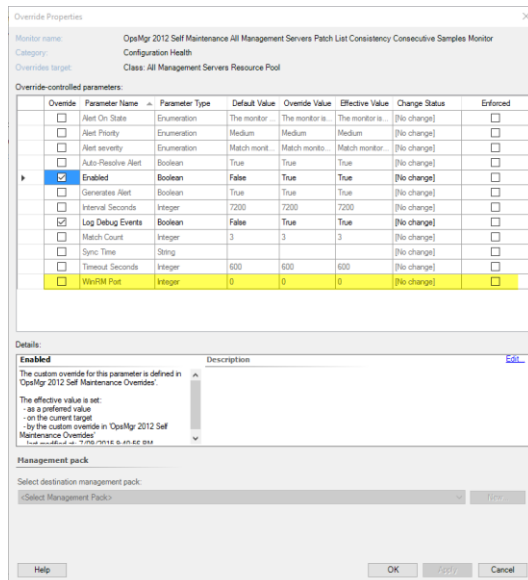 Override Properties
Monitor name: OpsMgr 2012 Self Maintenance All Management Servers Patch List Consistency Consecutive Samples Monitor
Category: Configuration Health
Overrides target: Class: All Management Servers Resource Pool
Override-controlled parameters:
Override Parameter Name Parameter Type Default Value Override Value Effective Value Change Status Enforced
Alert On State Enumeration The monitor ... The monitor is... The monitor is... [No change]
Alert Priority Enumeration Medium Medium Medium [No change]
Alert severity Enumeration Match monit... Match monito... Match monitor... [No change]
Auto-Resolve Alert Boolean True True True [No change]
Enabled Boolean False True True [No change]
Generates Alert Boolean True True True [No change]
Interval Seconds Integer 7200 7200 7200 [No change]
Log Debug Events Boolean False True True [No change]
Match Count Integer 3 3 3 [No change]
Sync Time String [No change]
Timeout Seconds Integer 600 600 600 [No change]
WinRM Port Integer 0 0 0 [No change]
Details:
Enabled Description Edit...
The custom override for this parameter is defined in
'OpsMgr 2012 Self Maintenance Overrides'.
The effective value is set:
- as a preferred value
- on the current target
- by the custom override in 'OpsMgr 2012 Self
Maintenance Overrides'
- last modified at: 7/09/2015 9:40:56 PM
Management pack
Select destination management pack:
<Select Management Pack> New...
Help OK Apply Cancel